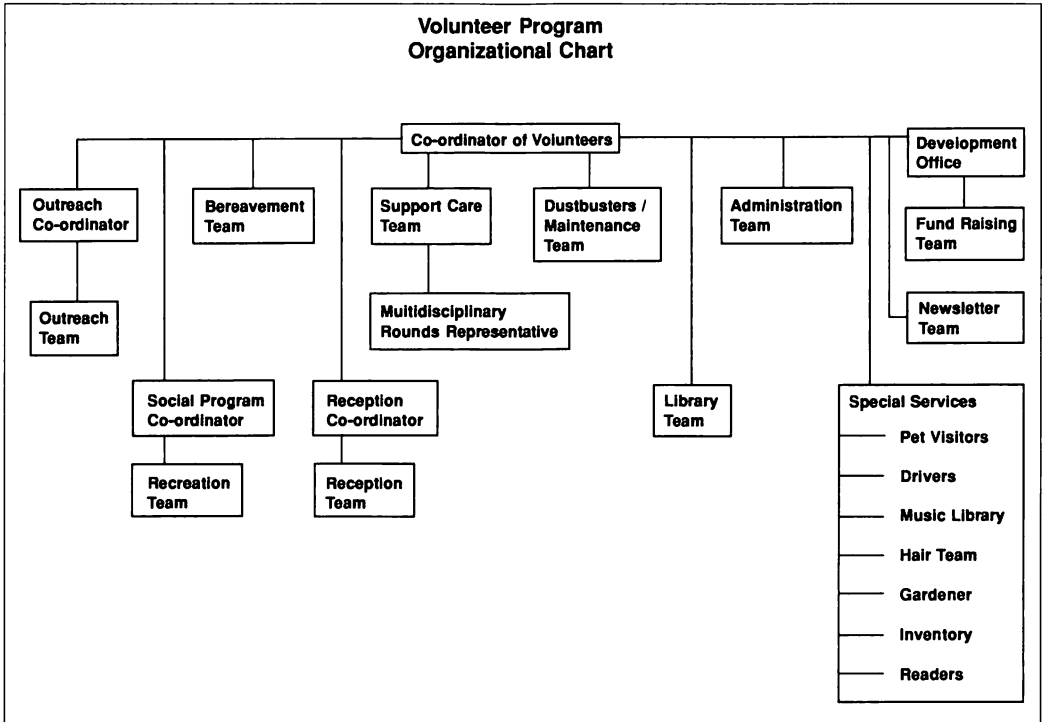 Volunteer Program
Organizational Chart
Co-ordinator of Volunteers
Development
Office
Outreach
Co-ordinator
Bereavement
Team
Support Care
Team
Dustbusters /
Maintenance
Team
Administration
Team
Fund Raising
Team
Outreach
Team
Muitidisciplinary
Rounds Representative
Newsletter
Team
Social Program
Co-ordinator
Reception
Co-ordinator
Library
Team
Special Services
Pet Visitors
Drivers
Music Library
Hair Team
Gardener
Inventory
Readers
Recreation
Team
Reception
Team